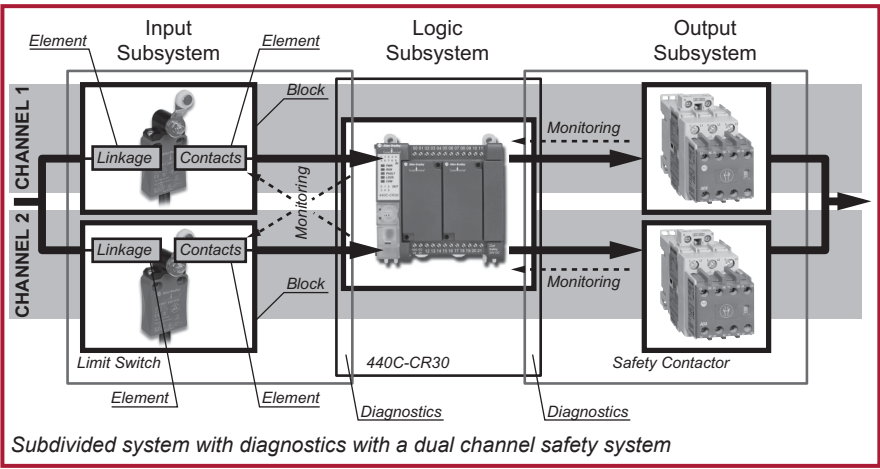 Input
Subsystem
Logic
Subsystem
Output
Subsystem
Element
Element
CHANNEL 1
Block
Linkage
Contacts
Monitoring
Monitoring
CHANNEL 2
Linkage
Contacts
Block
Monitoring
Limit Switch
440C-CR30
Safety Contactor
Element
Element
Diagnostics
Diagnostics
Subdivided system with diagnostics with a dual channel safety system